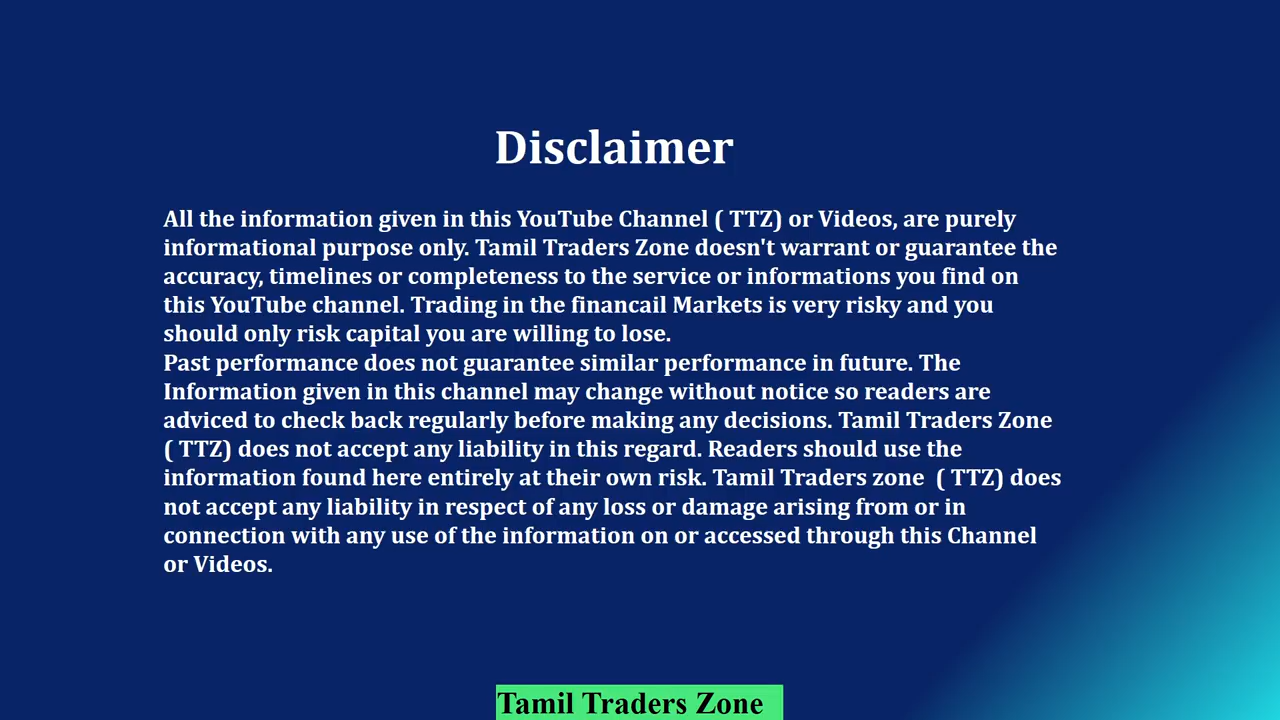 Disclaimer
All the information given in this YouTube Channel ( TTZ) or Videos, are purely
informational purpose only. Tamil Traders Zone doesn't warrant or guarantee the
accuracy, timelines or completeness to the service or informations you find on
this YouTube channel. Trading in the financail Markets is very risky and you
should only risk capital you are willing to lose.
Past performance does not guarantee similar performance in future. The
Information given in this channel may change without notice so readers are
adviced to check back regularly before making any decisions. Tamil Traders Zone
( TTZ) does not accept any liability in this regard. Readers should use the
information found here entirely at their own risk. Tamil Traders zone  ( TTZ) does
not accept any liability in respect of any loss or damage arising from or in
connection with any use of the information on or accessed through this Channel
or Videos.
Tamil Traders Zone